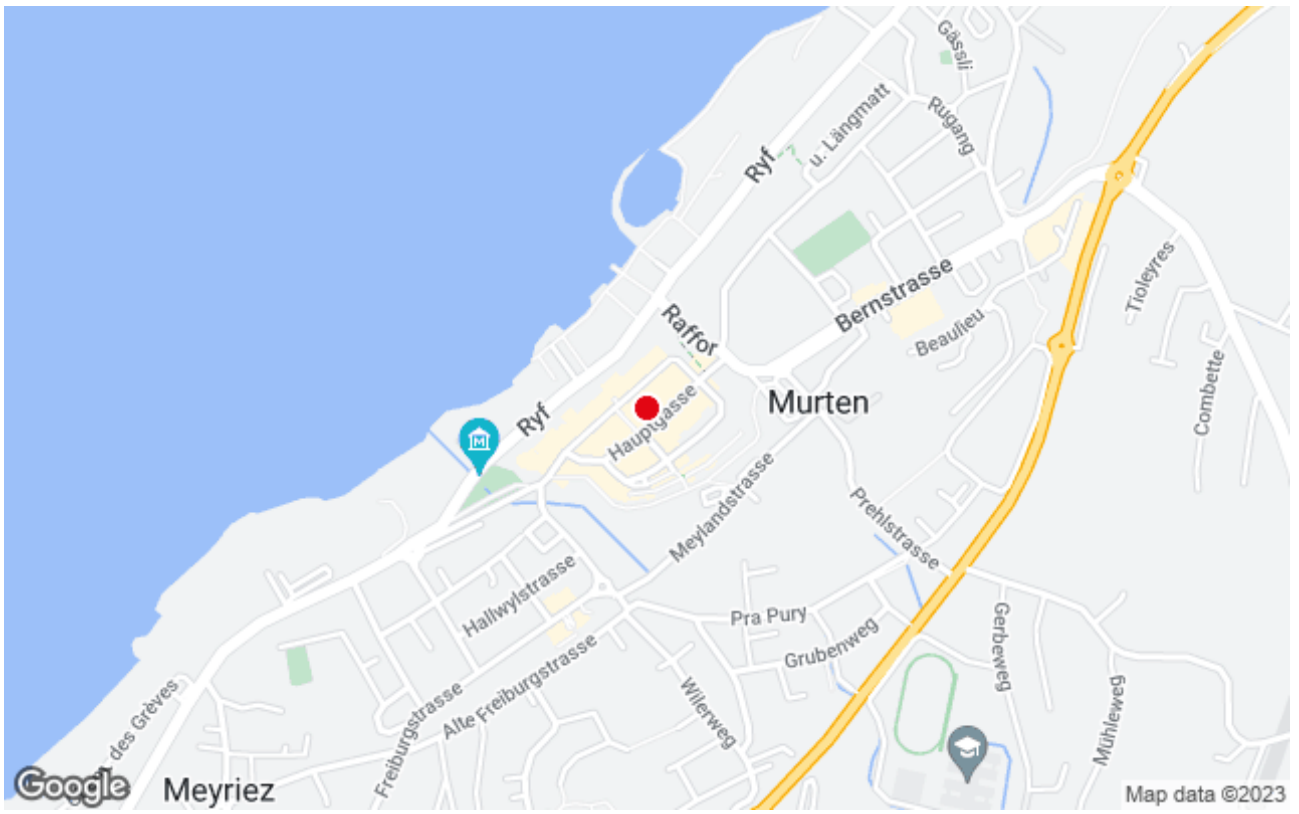 Gässli
u. Längmatt
Rugang
Ryf
Tioleyres
Bernstrasse
Raffor
Beaulieu
Combette
Murten
Hauptgasse
Ryf
M
Meylandstrasse
Prehlstrasse
Hallwylstrasse
Pra Pury
Gerbeweg
Grubenweg
Alte Freiburgstrasse
Wilerweg
Freiburgstrasse
Mühleweg
des Grèves
Google
Meyriez
Map data ©2023